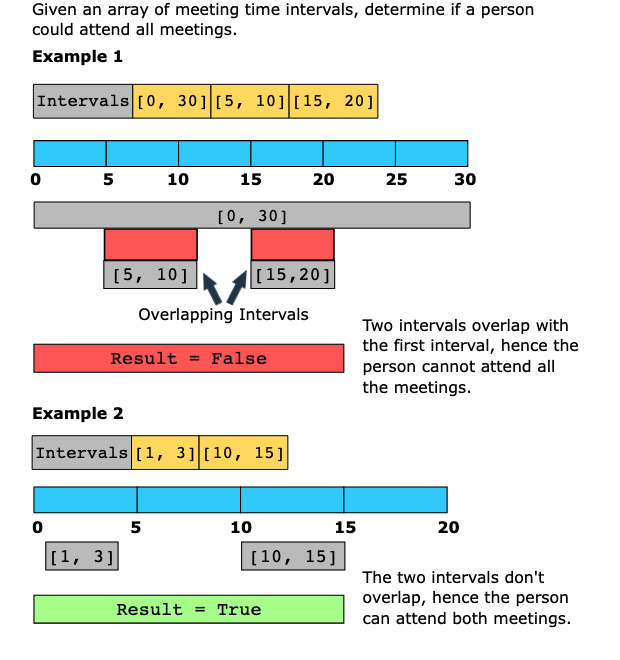 Given an array of meeting time intervals, determine if a person
could attend all meetings.
Example 1
Intervals [0, 30] [5, 10] [15, 20]
0 5 10 15 20 25 30
[0, 30]
[5, 10] [15,20]
Overlapping Intervals
Two intervals overlap with
the first interval, hence the
person cannot attend all
the meetings.
Result = False
Example 2
Intervals [1, 3] [10, 15]
0 5 10 15 20
[1, 3] [10, 15]
The two intervals don't
overlap, hence the person
can attend both meetings.
Result = True